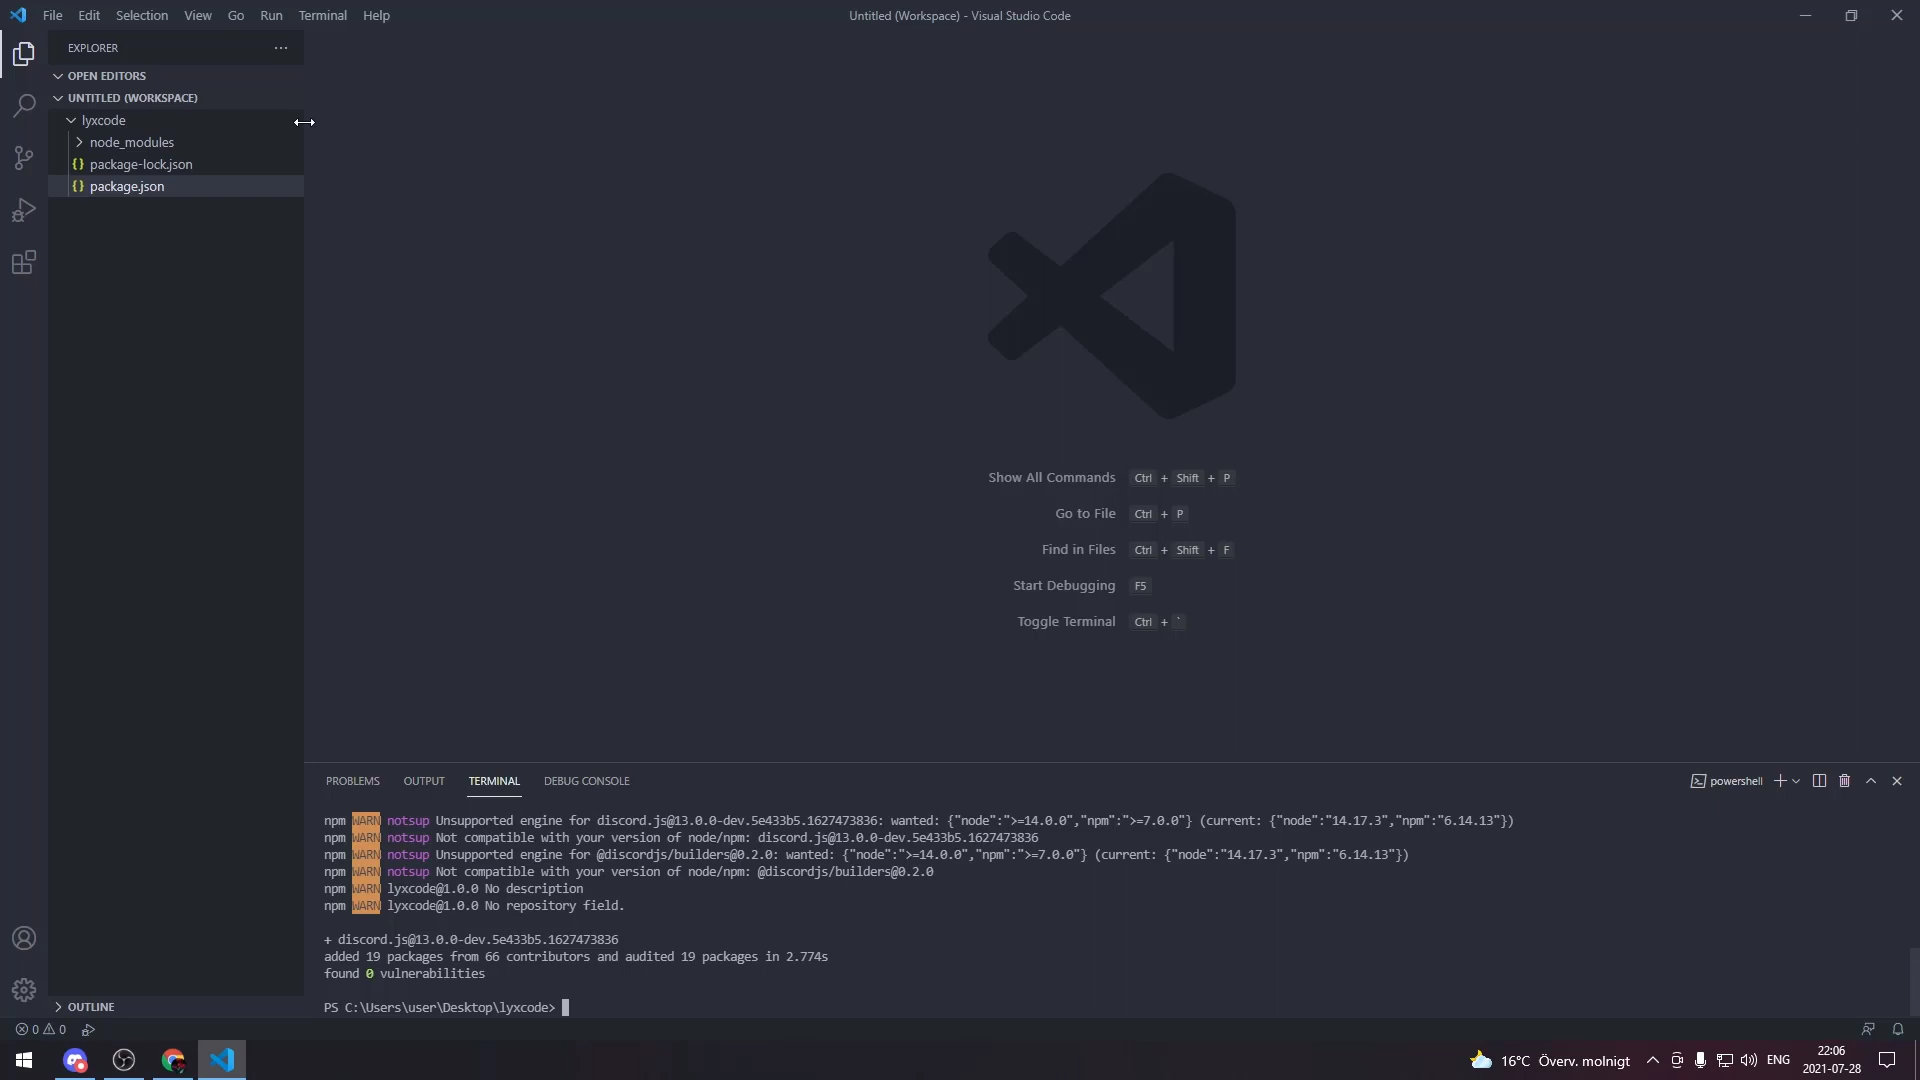 File Edit Selection View Go Run Terminal Help
Untitled (Workspace) - Visual Studio Code
EXPLORER
OPEN EDITORS
UNTITLED (WORKSPACE)
lyxcode
node_modules
{} package-lock.json
{} package.json
Show All Commands Ctrl + Shift + P
Go to File Ctrl + P
Find in Files Ctrl + Shift + F
Start Debugging F5
Toggle Terminal Ctrl + `
PROBLEMS OUTPUT TERMINAL DEBUG CONSOLE
powershell
npm WARN notsup Unsupported engine for discord.js@13.0.0-dev.5e433b5.1627473836: wanted: {"node":">=14.0.0","npm":">=7.0.0"} (current: {"node":"14.17.3","npm":"6.14.13"})
npm WARN notsup Not compatible with your version of node/npm: discord.js@13.0.0-dev.5e433b5.1627473836
npm WARN notsup Unsupported engine for @discordjs/builders@0.2.0: wanted: {"node":">=14.0.0","npm":">=7.0.0"} (current: {"node":"14.17.3","npm":"6.14.13"})
npm WARN notsup Not compatible with your version of node/npm: @discordjs/builders@0.2.0
npm WARN lyxcode@1.0.0 No description
npm WARN lyxcode@1.0.0 No repository field.
+ discord.js@13.0.0-dev.5e433b5.1627473836
added 19 packages from 66 contributors and audited 19 packages in 2.774s
found 0 vulnerabilities
PS C:\Users\user\Desktop\lyxcode>
OUTLINE
0 0
16°C Överv. molnigt
ENG
22:06
2021-07-28